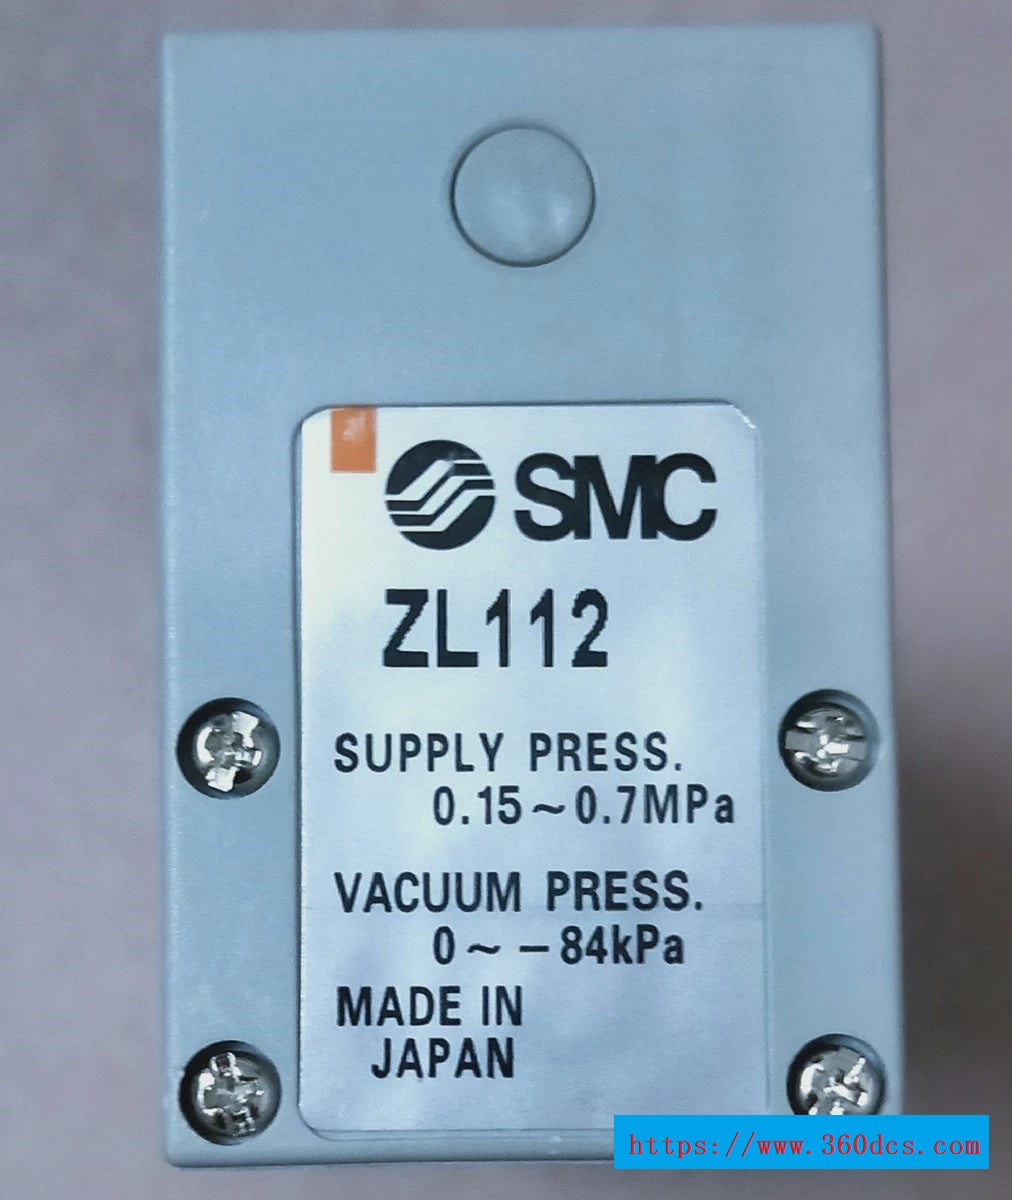 SMC
ZL112
SUPPLY PRESS.
0.15~0.7MPa
VACUUM PRESS.
0~-84kPa
MADE IN
JAPAN
https://www.360dcs.com